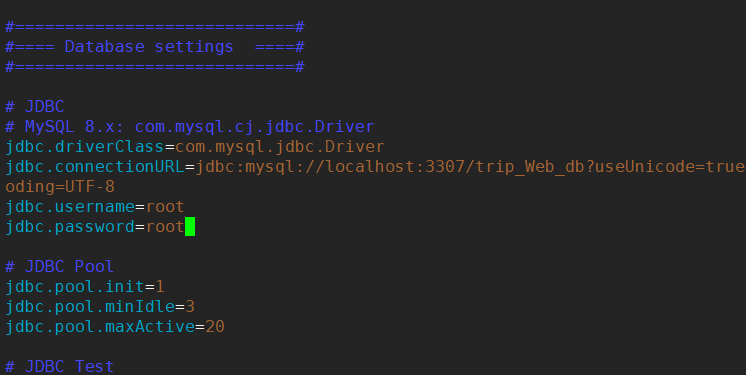 #============================#
#==== Database settings  ====#
#============================#
# JDBC
# MySQL 8.x: com.mysql.cj.jdbc.Driver
jdbc.driverClass=com.mysql.jdbc.Driver
jdbc.connectionURL=jdbc:mysql://localhost:3307/trip_Web_db?useUnicode=true
oding=UTF-8
jdbc.username=root
jdbc.password=root
# JDBC Pool
jdbc.pool.init=1
jdbc.pool.minIdle=3
jdbc.pool.maxActive=20
# JDBC Test